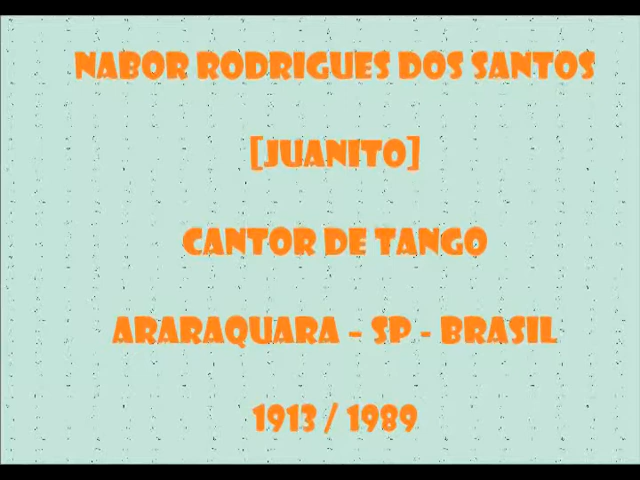 NABOR RODRIGUES DOS SANTOS
[JUANITO]
CANTOR DE TANGO
ARARAQUARA - SP - BRASIL
1913 / 1989